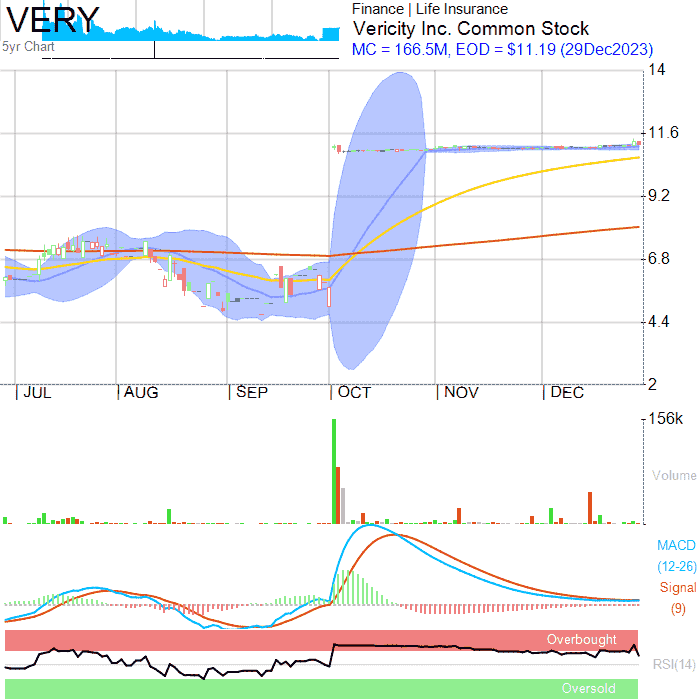 VERY
5yr Chart
Finance | Life Insurance
Vericity Inc. Common Stock
MC = 166.5M, EOD = $11.19 (29Dec2023)
14
11.6
9.2
6.8
4.4
2
JUL AUG SEP OCT NOV DEC
156k
Volume
MACD
(12-26)
Signal
(9)
Overbought
RSI(14)
Oversold